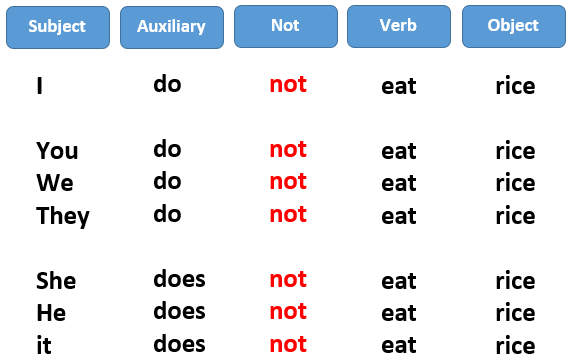 Subject Auxiliary Not Verb Object
I do not eat rice
You do not eat rice
We do not eat rice
They do not eat rice
She does not eat rice
He does not eat rice
it does not eat rice